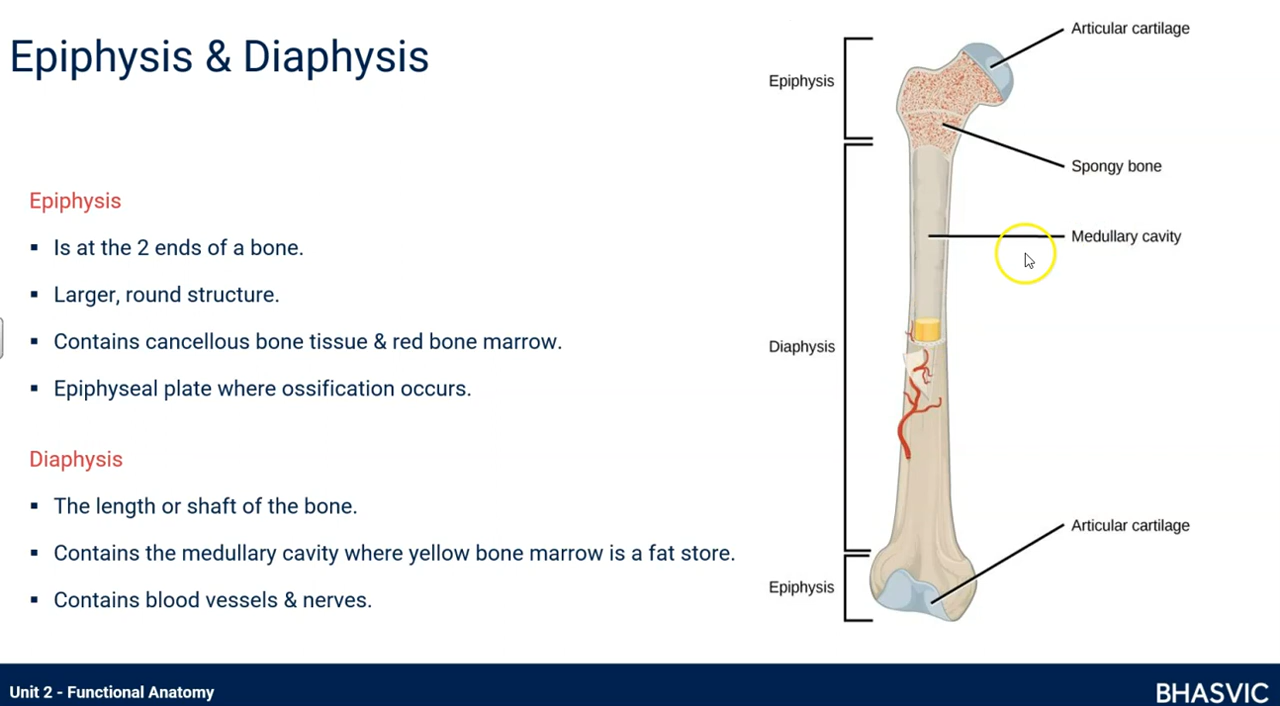 Epiphysis & Diaphysis
Epiphysis
▪ Is at the 2 ends of a bone.
▪ Larger, round structure.
▪ Contains cancellous bone tissue & red bone marrow.
▪ Epiphyseal plate where ossification occurs.
Diaphysis
▪ The length or shaft of the bone.
▪ Contains the medullary cavity where yellow bone marrow is a fat store.
▪ Contains blood vessels & nerves.
Articular cartilage
Epiphysis
Spongy bone
Medullary cavity
Diaphysis
Articular cartilage
Epiphysis
Unit 2 - Functional Anatomy
BHASVIC